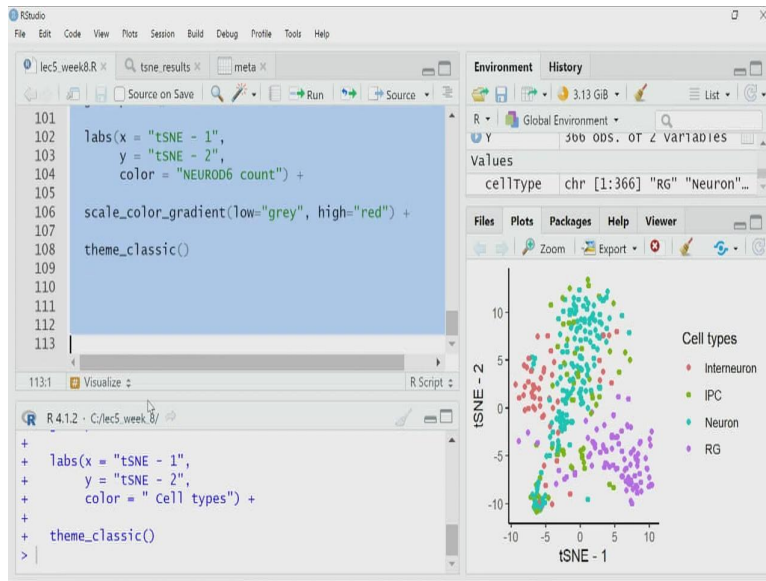 RStudio
File Edit Code View Plots Session Build Debug Profile Tools Help
lec5_week8.R tsne_results meta
Source on Save Run Source
101
102 labs(x = "tSNE - 1",
103 y = "tSNE - 2",
104 color = "NEUROD6 count") +
105
106 scale_color_gradient(low="grey", high="red") +
107
108 theme_classic()
109
110
111
112
113
113:1 Visualize R Script
R 4.1.2 · C:/lec5_week_8/
+
+ labs(x = "tSNE - 1",
+ y = "tSNE - 2",
+ color = " Cell types") +
+
+ theme_classic()
>
Environment History
3.13 GiB List
R Global Environment
Y 366 obs. of 2 variables
Values
cellType chr [1:366] "RG" "Neuron"…
Files Plots Packages Help Viewer
Zoom Export
10
5
0
-5
-10
-10 -5 0 5 10
tSNE - 2
tSNE - 1
Cell types
Interneuron
IPC
Neuron
RG